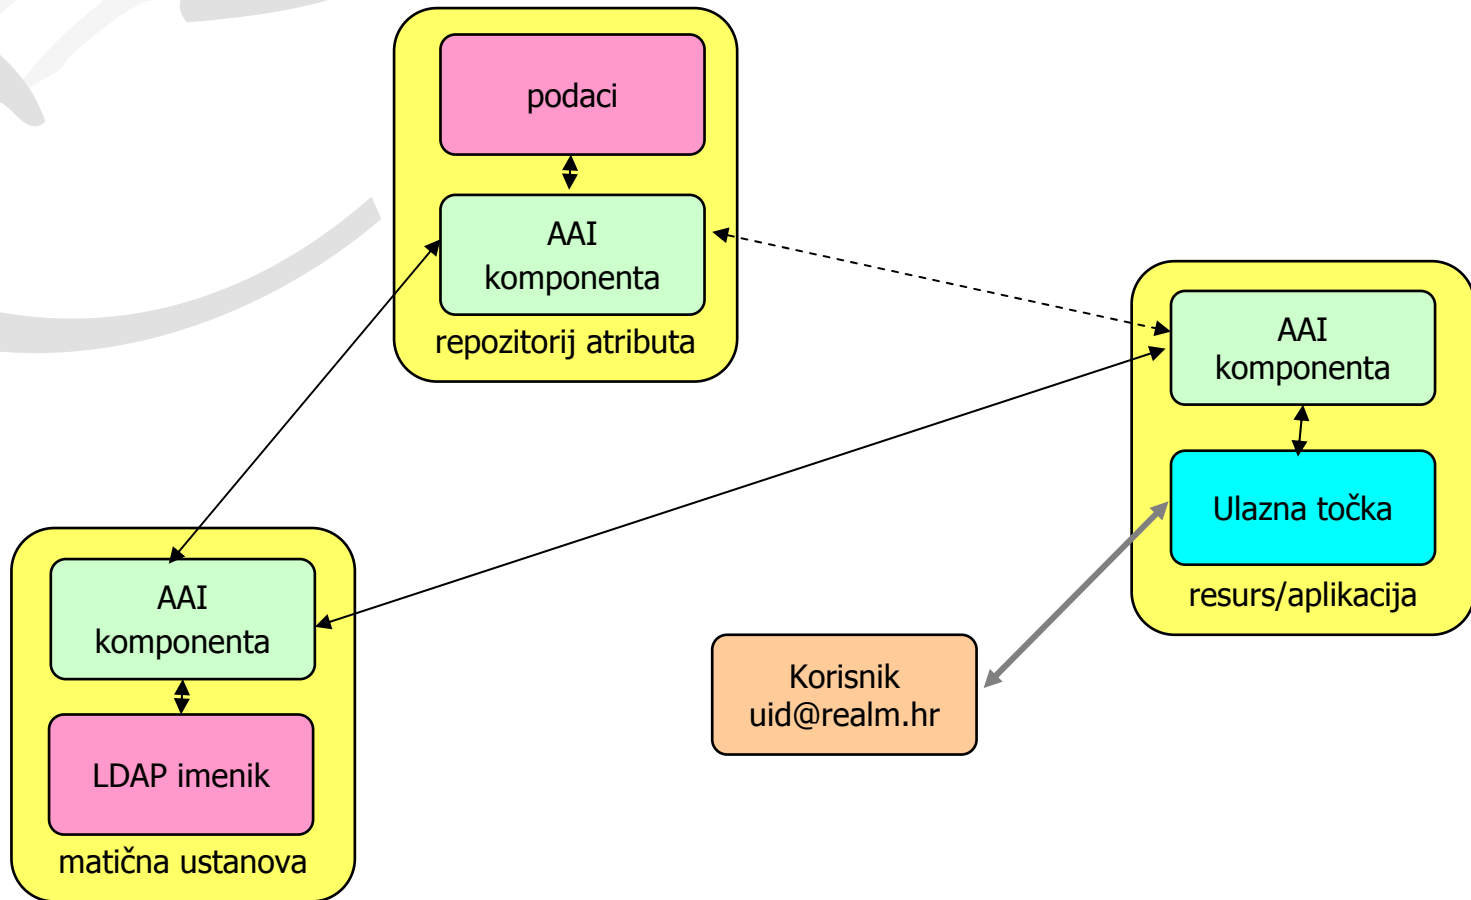 podaci
AAI
komponenta
repozitorij atributa
AAI
komponenta
Ulazna točka
resurs/aplikacija
AAI
komponenta
LDAP imenik
matična ustanova
Korisnik
uid@realm.hr